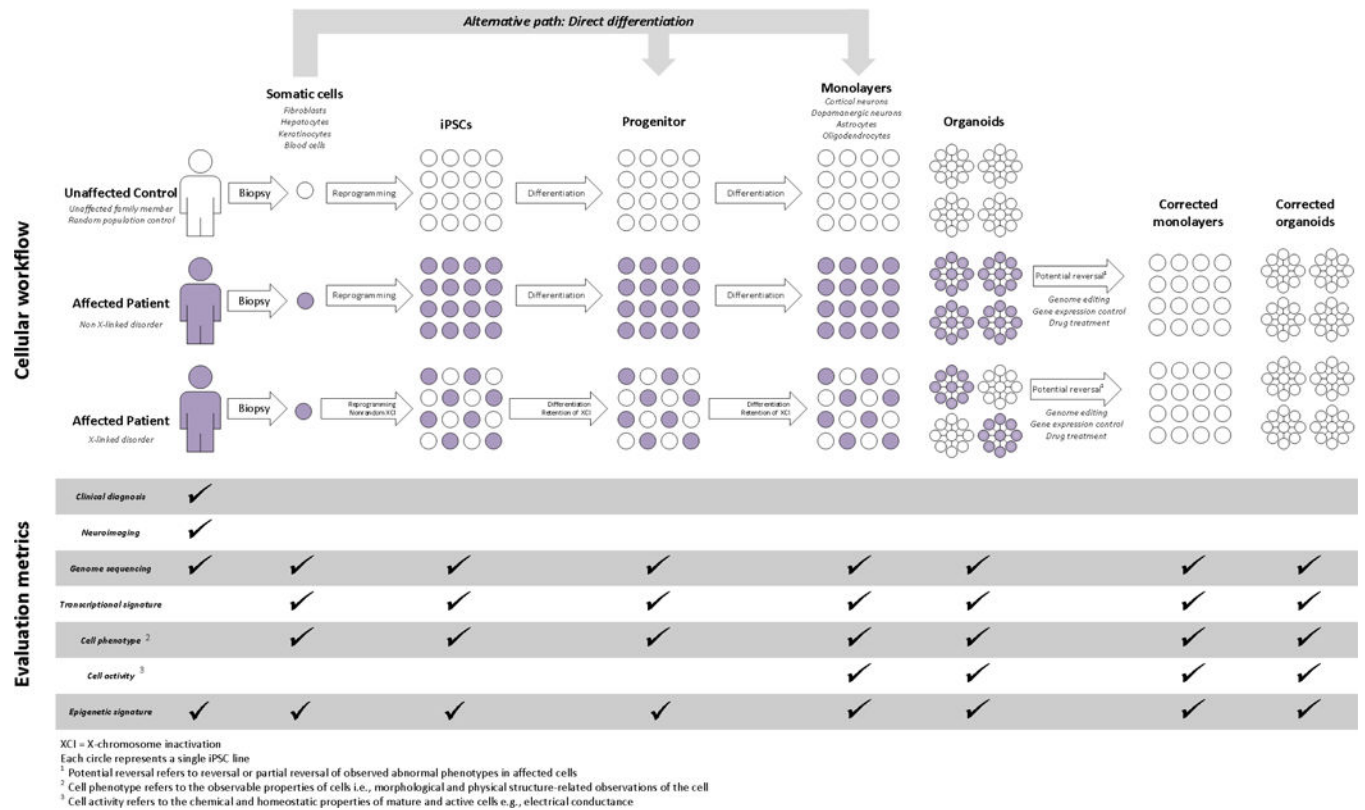 Alternative path: Direct differentiation
Somatic cells
Fibroblasts
Hepatocytes
Keratinocytes
Blood cells
iPSCs
Progenitor
Monolayers
Cortical neurons
Dopamanergic neurons
Astrocytes
Oligodendrocytes
Organoids
Cellular workflow
Unaffected Control
Unaffected family member
Random population control
Biopsy
Reprogramming
Differentiation
Differentiation
Corrected
monolayers
Corrected
organoids
Affected Patient
Non X-linked disorder
Biopsy
Reprogramming
Differentiation
Differentiation
Potential reversal1
Genome editing
Gene expression control
Drug treatment
Affected Patient
X-linked disorder
Biopsy
Reprogramming
Nonrandom XCI
Differentiation
Retention of XCI
Differentiation
Retention of XCI
Potential reversal1
Genome editing
Gene expression control
Drug treatment
Evaluation metrics
Clinical diagnosis
Neuroimaging
Genome sequencing
Transcriptional signature
Cell phenotype 2
Cell activity 3
Epigenetic signature
XCI = X-chromosome inactivation
Each circle represents a single iPSC line
1 Potential reversal refers to reversal or partial reversal of observed abnormal phenotypes in affected cells
2 Cell phenotype refers to the observable properties of cells i.e., morphological and physical structure-related observations of the cell
3 Cell activity refers to the chemical and homeostatic properties of mature and active cells e.g., electrical conductance